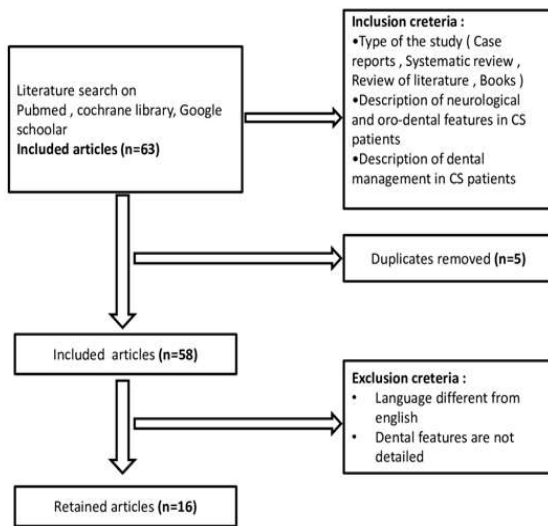 Literature search on
Pubmed , cochrane library, Google
schoolar
Included articles (n=63)
Inclusion creteria :
•Type of the study ( Case
reports , Systematic review ,
Review of literature , Books )
•Description of neurological
and oro-dental features in CS
patients
•Description of dental
management in CS patients
Duplicates removed (n=5)
Included articles (n=58)
Exclusion creteria :
• Language different from
english
• Dental features are not
detailed
Retained articles (n=16)